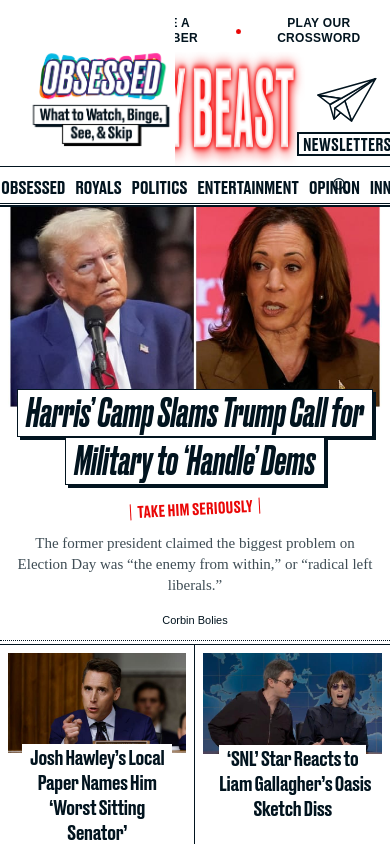 E A
BER
PLAY OUR
CROSSWORD
OBSESSED
What to Watch, Binge,
See, & Skip
Y BEAST
NEWSLETTERS
OBSESSED ROYALS POLITICS ENTERTAINMENT OPINION INN
Harris’ Camp Slams Trump Call for
Military to ‘Handle’ Dems
TAKE HIM SERIOUSLY
The former president claimed the biggest problem on
Election Day was “the enemy from within,” or “radical left
liberals.”
Corbin Bolies
Josh Hawley’s Local
Paper Names Him
‘Worst Sitting
Senator’
‘SNL’ Star Reacts to
Liam Gallagher’s Oasis
Sketch Diss